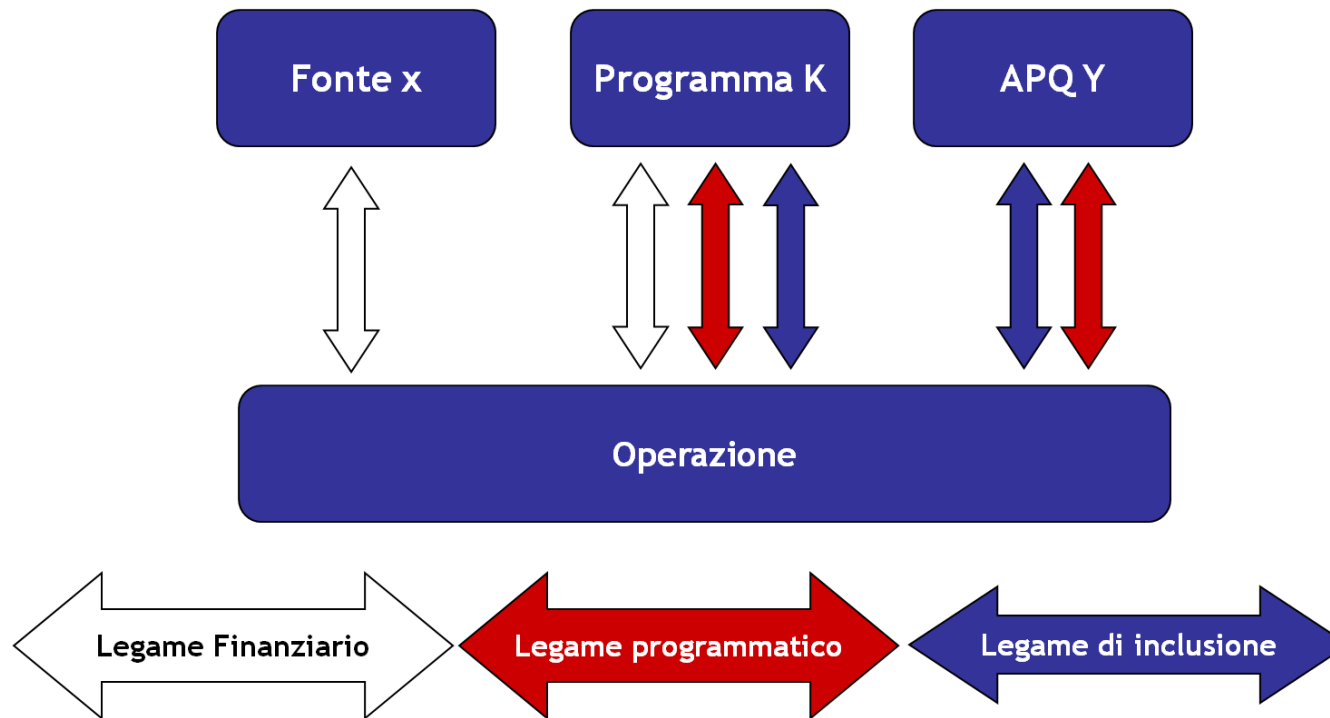 Fonte x
Programma K
APQ Y
Operazione
Legame Finanziario
Legame programmatico
Legame di inclusione